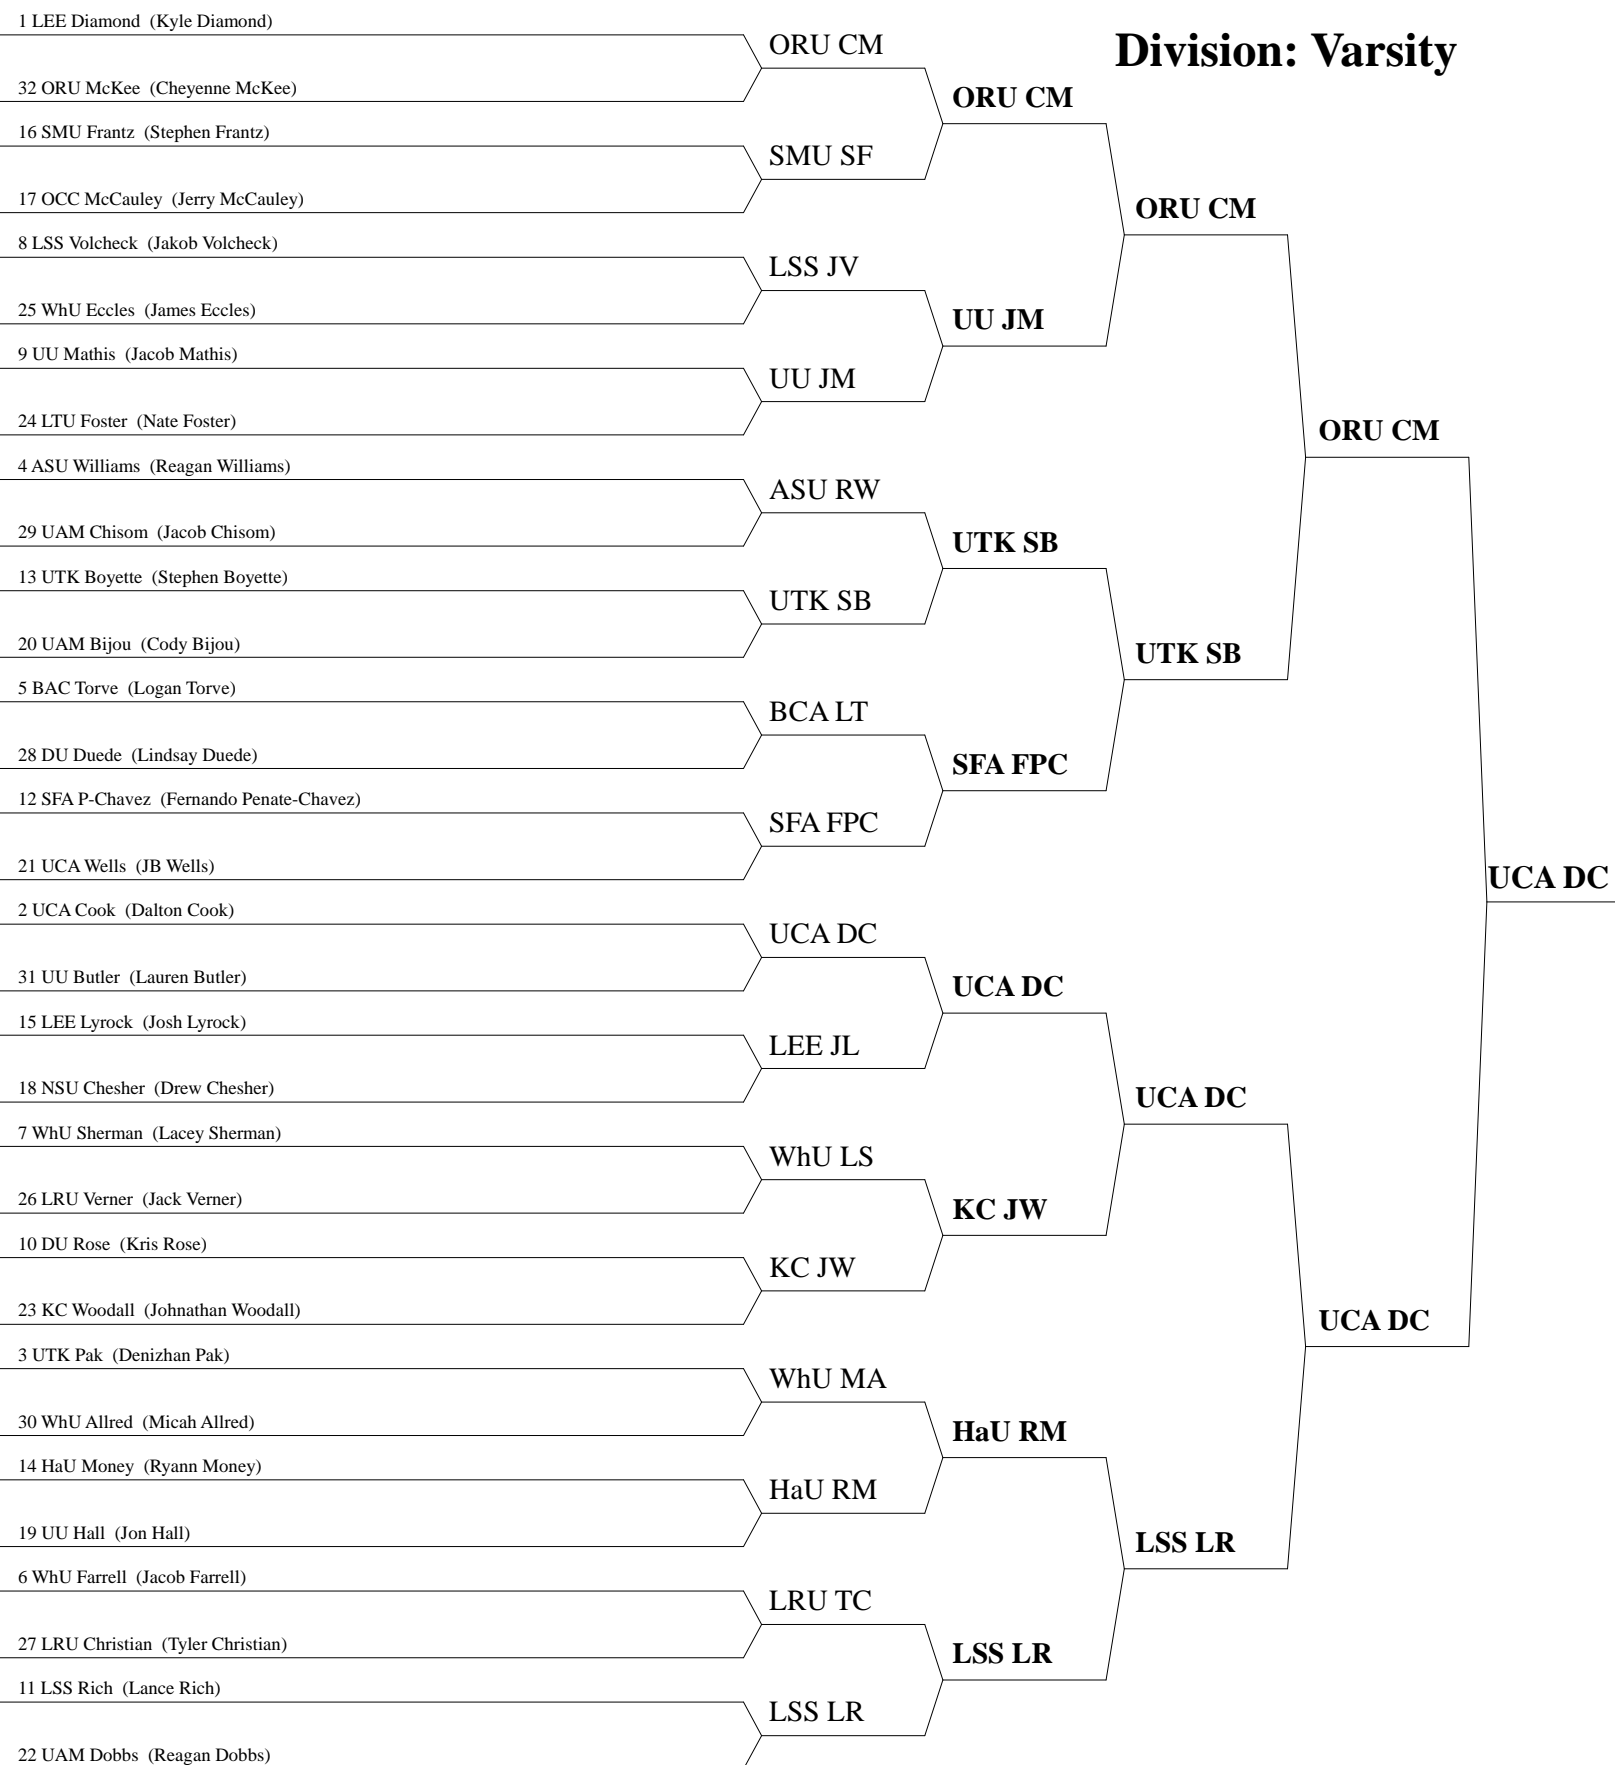 Division: Varsity
1 LEE Diamond (Kyle Diamond)
32 ORU McKee (Cheyenne McKee)
16 SMU Frantz (Stephen Frantz)
17 OCC McCauley (Jerry McCauley)
8 LSS Volcheck (Jakob Volcheck)
25 WhU Eccles (James Eccles)
9 UU Mathis (Jacob Mathis)
24 LTU Foster (Nate Foster)
4 ASU Williams (Reagan Williams)
29 UAM Chisom (Jacob Chisom)
13 UTK Boyette (Stephen Boyette)
20 UAM Bijou (Cody Bijou)
5 BAC Torve (Logan Torve)
28 DU Duede (Lindsay Duede)
12 SFA P-Chavez (Fernando Penate-Chavez)
21 UCA Wells (JB Wells)
2 UCA Cook (Dalton Cook)
31 UU Butler (Lauren Butler)
15 LEE Lyrock (Josh Lyrock)
18 NSU Chesher (Drew Chesher)
7 WhU Sherman (Lacey Sherman)
26 LRU Verner (Jack Verner)
10 DU Rose (Kris Rose)
23 KC Woodall (Johnathan Woodall)
3 UTK Pak (Denizhan Pak)
30 WhU Allred (Micah Allred)
14 HaU Money (Ryann Money)
19 UU Hall (Jon Hall)
6 WhU Farrell (Jacob Farrell)
27 LRU Christian (Tyler Christian)
11 LSS Rich (Lance Rich)
22 UAM Dobbs (Reagan Dobbs)
ORU CM
SMU SF
LSS JV
UU JM
ASU RW
UTK SB
BCA LT
SFA FPC
UCA DC
LEE JL
WhU LS
KC JW
WhU MA
HaU RM
LRU TC
LSS LR
ORU CM
UU JM
UTK SB
SFA FPC
UCA DC
KC JW
HaU RM
LSS LR
ORU CM
UTK SB
UCA DC
LSS LR
ORU CM
UCA DC
UCA DC